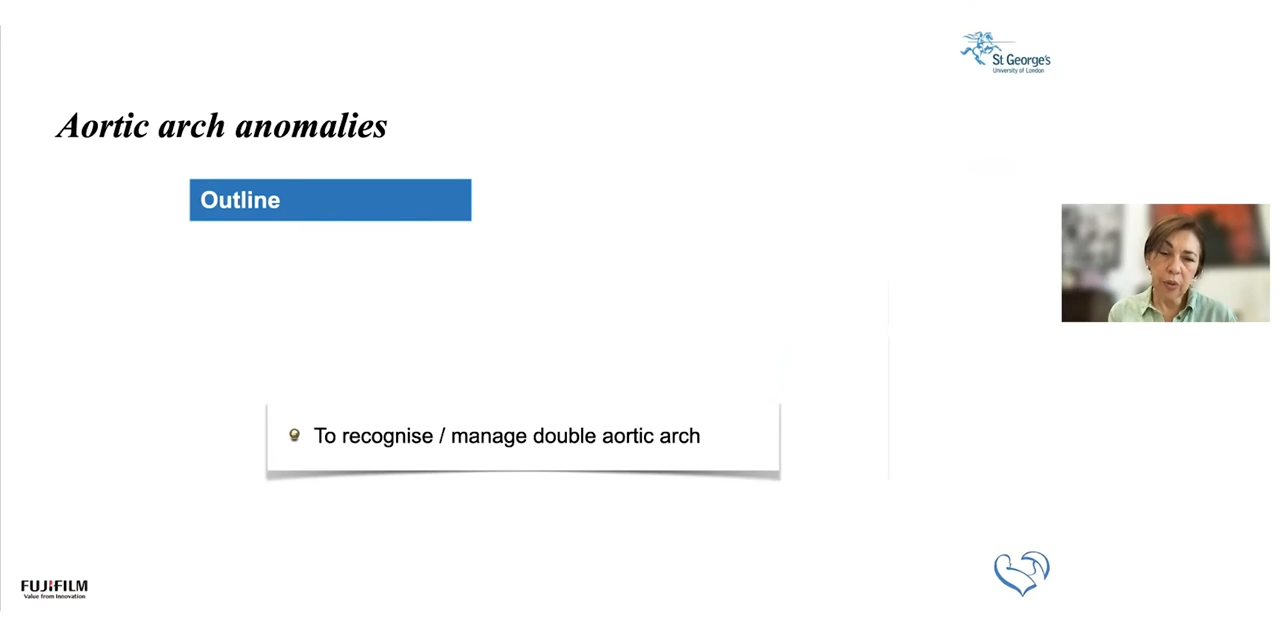 St George's
University of London
Aortic arch anomalies
Outline
To recognise / manage double aortic arch
FUJIFILM
Value from Innovation